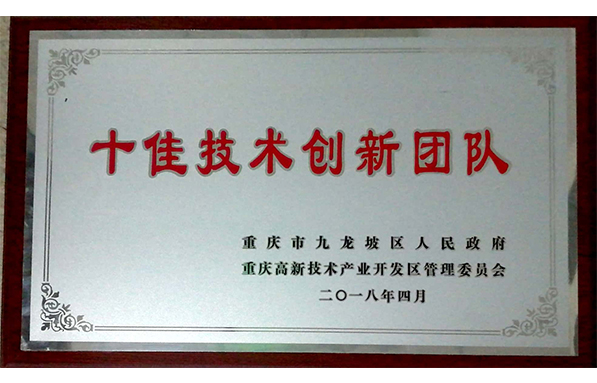 十佳技术创新团队
重庆市九龙坡区人民政府
重庆高新技术产业开发区管理委员会
二〇一八年四月